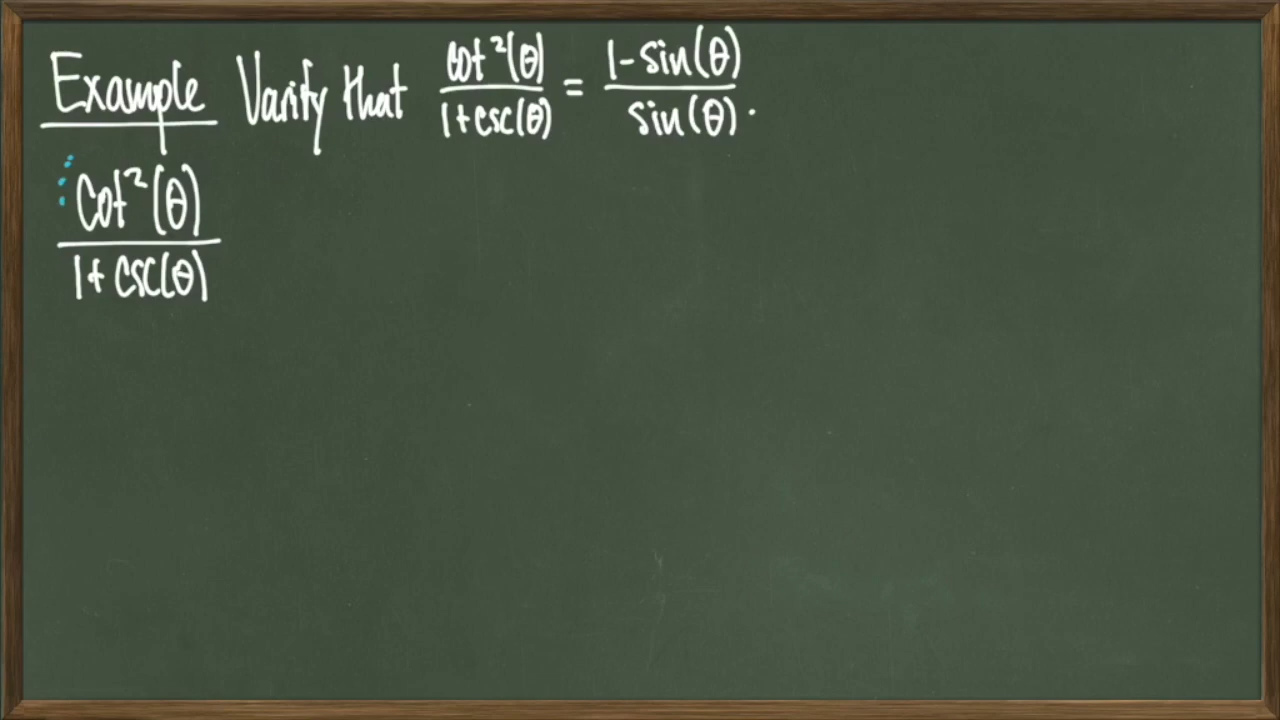 Example Varify that cot²(θ)/1+csc(θ) = 1-sin(θ)/sin(θ).
cot²(θ)/1+csc(θ)